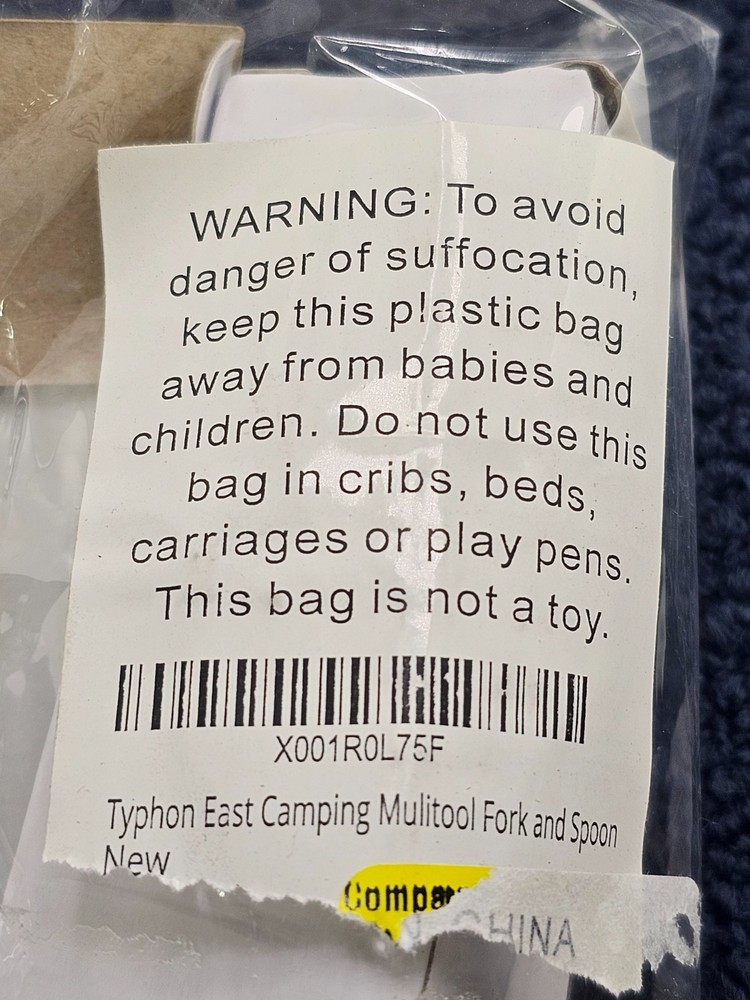 WARNING: To avoid
danger of suffocation,
keep this plastic bag
away from babies and
children. Do not use this
bag in cribs, beds,
carriages or play pens.
This bag is not a toy.
X001R0L75F
Typhon East Camping Mulitool Fork and Spoon
New
CHINA